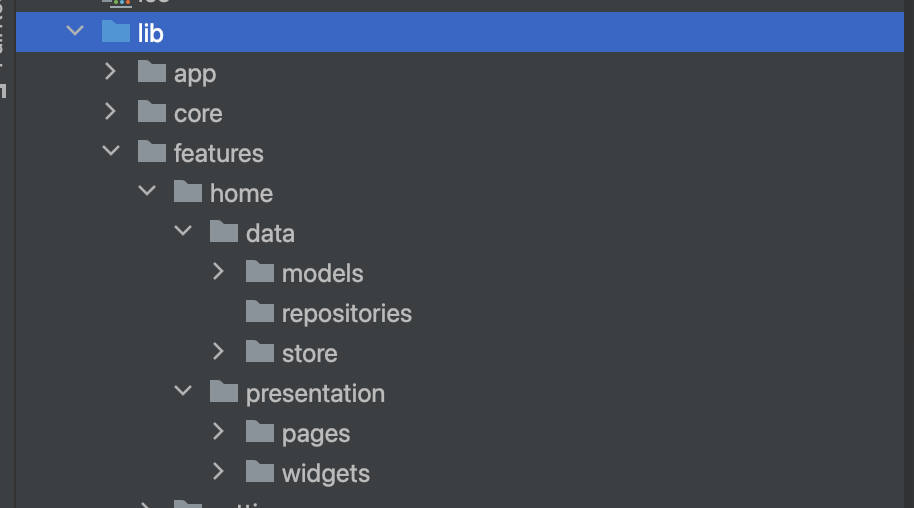 lib
app
core
features
home
data
models
repositories
store
presentation
pages
widgets